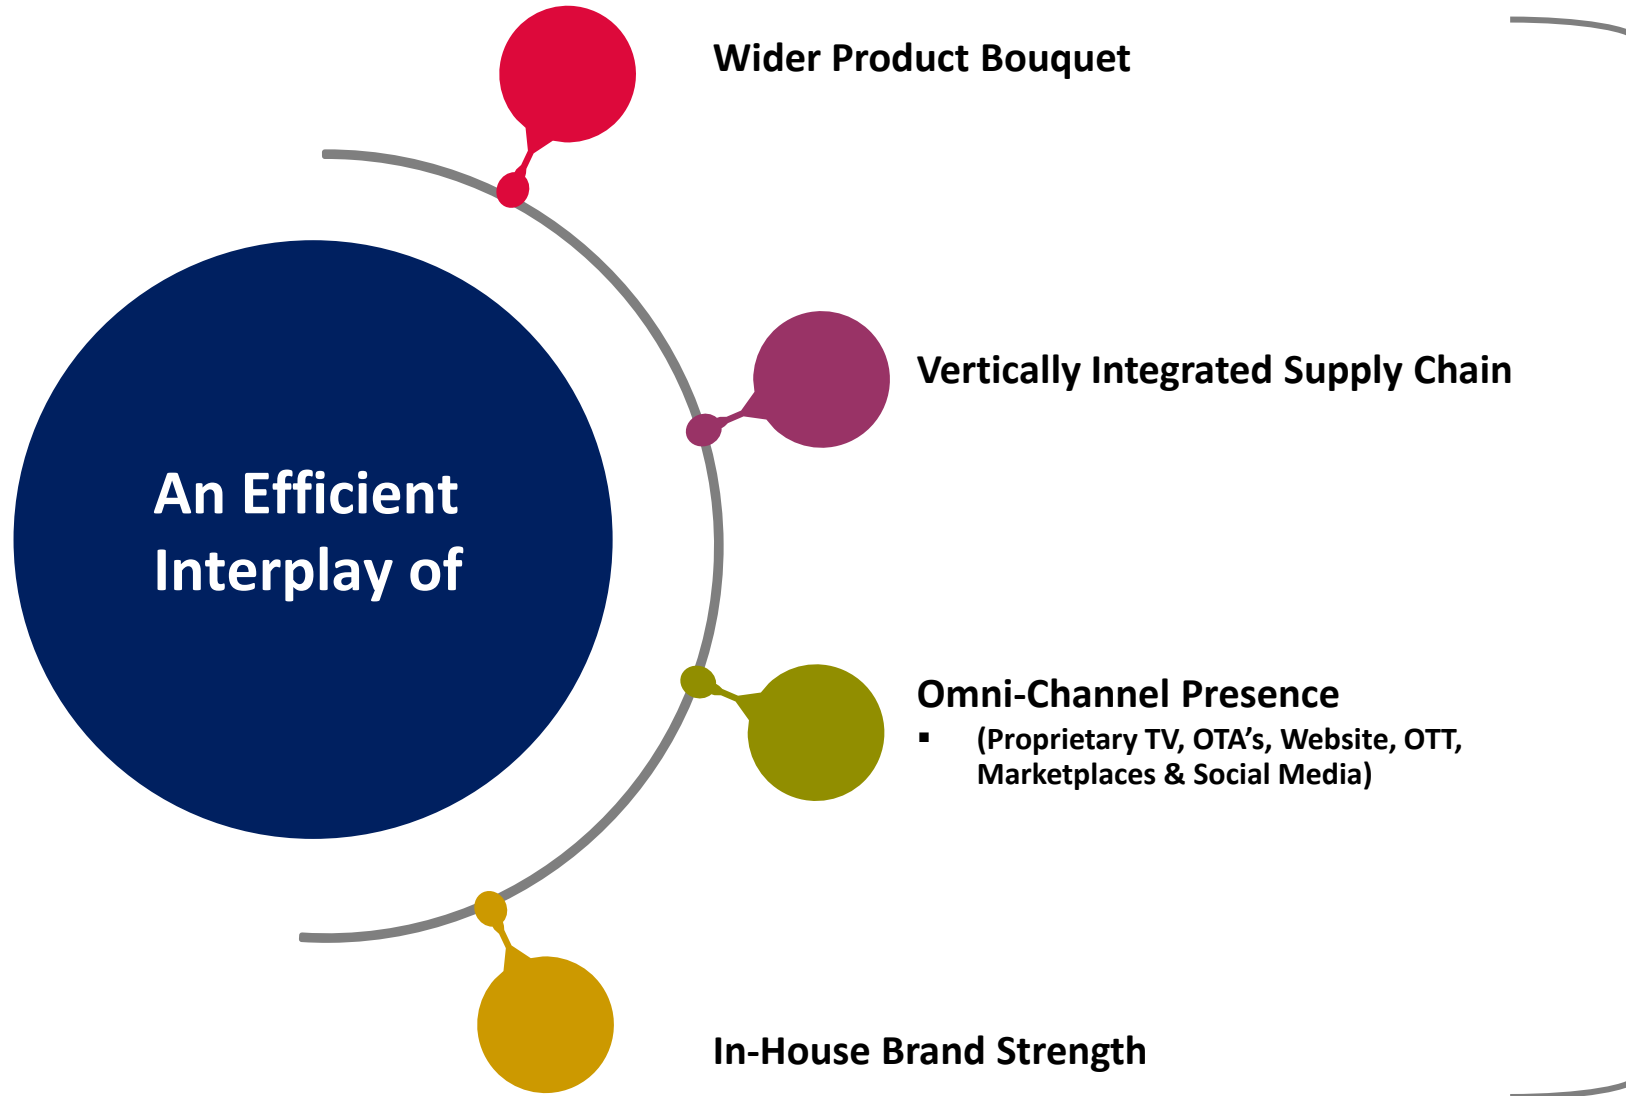 Wider Product Bouquet
Vertically Integrated Supply Chain
An Efficient
Interplay of
Omni-Channel Presence
▪ (Proprietary TV, OTA’s, Website, OTT,
Marketplaces & Social Media)
In-House Brand Strength